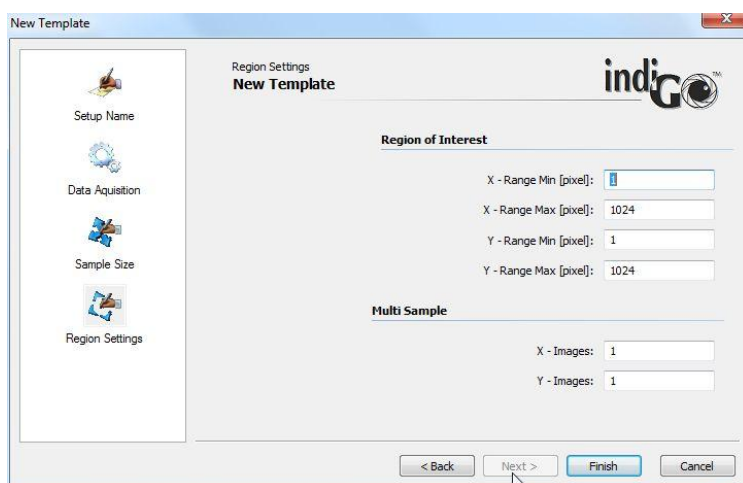 New Template
Setup Name
Data Aquisition
Sample Size
Region Settings
Region Settings
New Template
indiGo™
Region of Interest
X - Range Min [pixel]: 1
X - Range Max [pixel]: 1024
Y - Range Min [pixel]: 1
Y - Range Max [pixel]: 1024
Multi Sample
X - Images: 1
Y - Images: 1
< Back Next > Finish Cancel